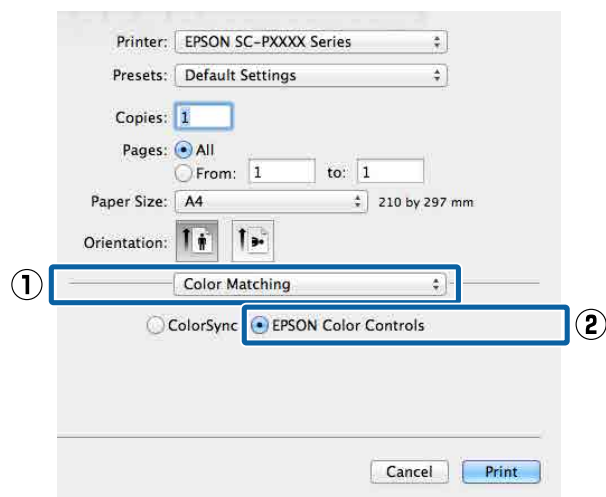 Printer: EPSON SC-PXXXX Series
Presets: Default Settings
Copies: 1
Pages: All
From: 1 to: 1
Paper Size: A4 210 by 297 mm
Orientation:
① Color Matching
ColorSync EPSON Color Controls ②
Cancel Print